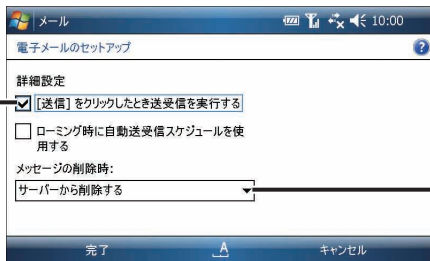 メール 10:00
電子メールのセットアップ
詳細設定
[送信] をクリックしたとき送受信を実行する
ローミング時に自動送受信スケジュールを使
用する
メッセージの削除時:
サーバーから削除する
完了 A キャンセル